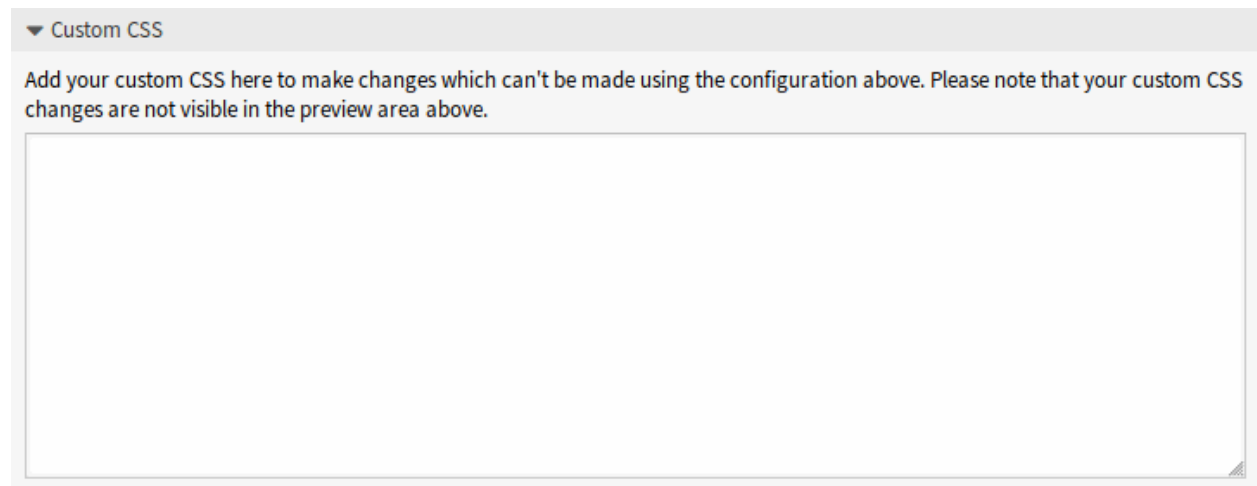 Custom CSS
Add your custom CSS here to make changes which can't be made using the configuration above. Please note that your custom CSS
changes are not visible in the preview area above.